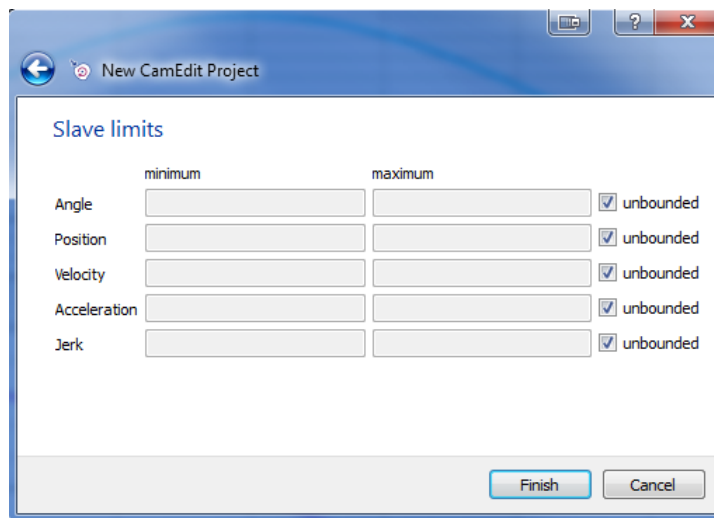 New CamEdit Project
Slave limits
minimum maximum
Angle unbounded
Position unbounded
Velocity unbounded
Acceleration unbounded
Jerk unbounded
Finish Cancel